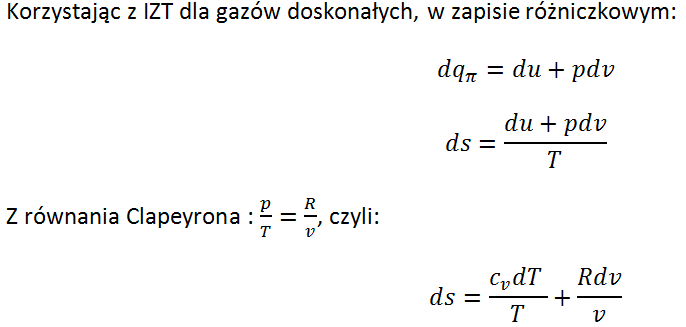 Korzystając z IZT dla gazów doskonałych, w zapisie różniczkowym:
$dq_{\pi} = du + pdv$
$ds = \frac{du + pdv}{T}$
Z równania Clapeyrona : $\frac{p}{T} = \frac{R}{v}$, czyli:
$ds = \frac{c_v dT}{T} + \frac{Rdv}{v}$